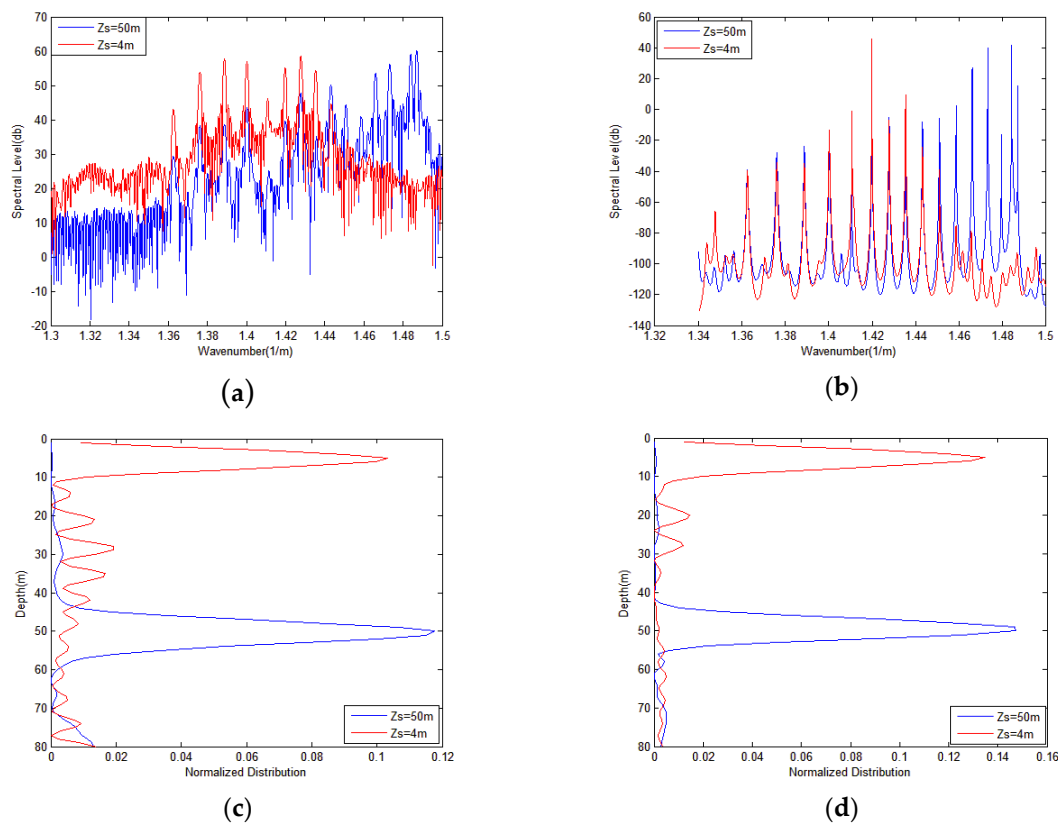 70
60
50
40
30
20
10
0
-10
-20
Spectral Level(db)
Zs=50m
Zs=4m
1.3 1.32 1.34 1.36 1.38 1.4 1.42 1.44 1.46 1.48 1.5
Wavenumber(1/m)
(a)
60
40
20
0
-20
-40
-60
-80
-100
-120
-140
Spectral Level(db)
Zs=50m
Zs=4m
1.32 1.34 1.36 1.38 1.40 1.42 1.44 1.46 1.48 1.5
Wavenumber(1/m)
(b)
0
10
20
30
40
50
60
70
80
Depth(m)
Zs=50m
Zs=4m
0 0.02 0.04 0.06 0.08 0.1 0.12
Normalized Distribution
(c)
0
10
20
30
40
50
60
70
80
Depth(m)
Zs=50m
Zs=4m
0 0.02 0.04 0.06 0.08 0.1 0.12 0.14 0.16
Normalized Distribution
(d)